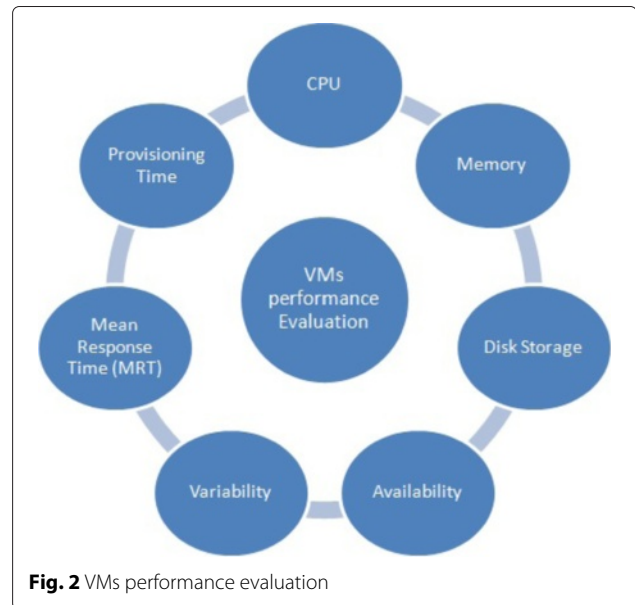 CPU
Memory
Disk Storage
Availability
Variability
Mean
Response
Time (MRT)
Provisioning
Time
VMs
performance
Evaluation
Fig. 2 VMs performance evaluation